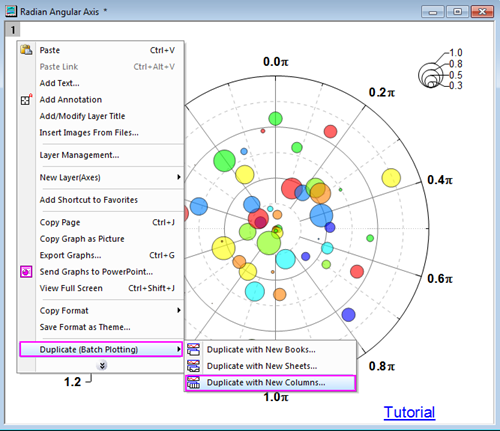 Radian Angular Axis *
1
Paste Ctrl+V
Paste Link Ctrl+Alt+V
Add Text...
Add Annotation
Add/Modify Layer Title
Insert Images From Files...
Layer Management...
New Layer(Axes)
Add Shortcut to Favorites
Copy Page Ctrl+J
Copy Graph as Picture
Export Graphs... Ctrl+G
Send Graphs to PowerPoint...
View Full Screen Ctrl+Shift+J
Copy Format
Save Format as Theme...
Duplicate (Batch Plotting)
Duplicate with New Books...
Duplicate with New Sheets...
Duplicate with New Columns...
0.0π
0.2π
0.4π
0.6π
0.8π
1.0π
1.2
1.0
0.8
0.5
0.3
Tutorial